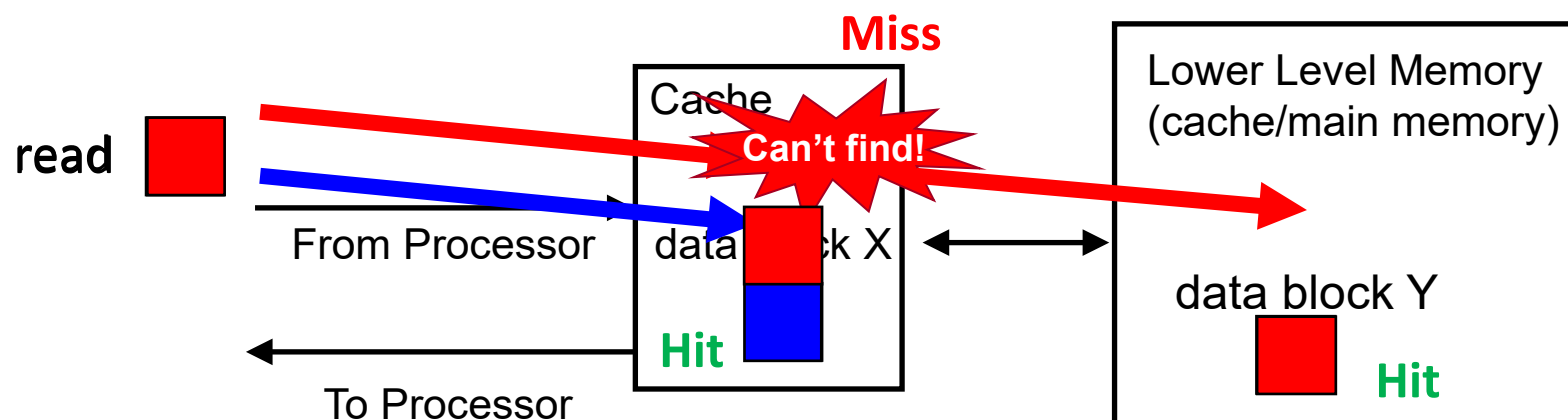 Miss
Cache
Can't find!
Lower Level Memory
(cache/main memory)
read
From Processor
data ck X
data block Y
Hit
Hit
To Processor